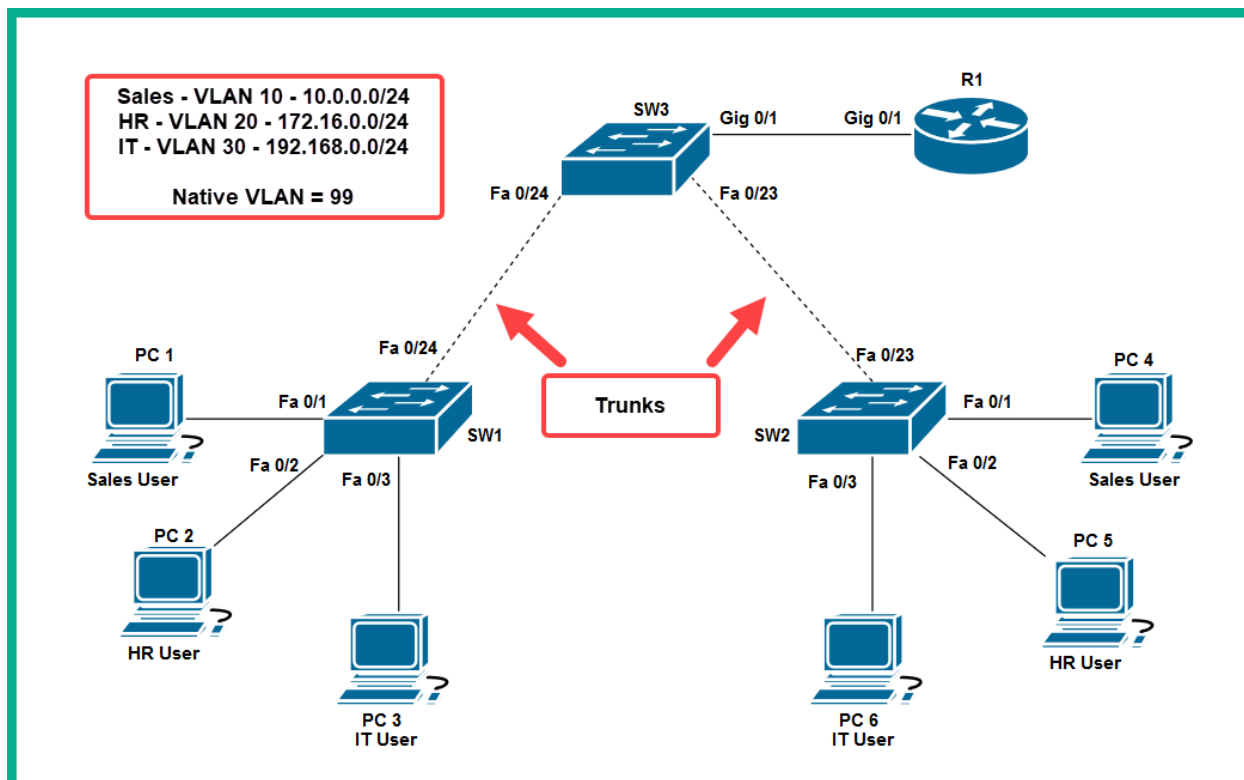 Sales - VLAN 10 - 10.0.0.0/24
HR - VLAN 20 - 172.16.0.0/24
IT - VLAN 30 - 192.168.0.0/24
Native VLAN = 99
R1
SW3
Gig 0/1
Gig 0/1
Fa 0/24
Fa 0/23
Fa 0/24
Fa 0/23
PC 1
PC 4
Trunks
Fa 0/1
Fa 0/1
SW1
SW2
Fa 0/2
Fa 0/2
Fa 0/3
Fa 0/3
Sales User
Sales User
PC 2
PC 5
HR User
HR User
PC 3
IT User
PC 6
IT User